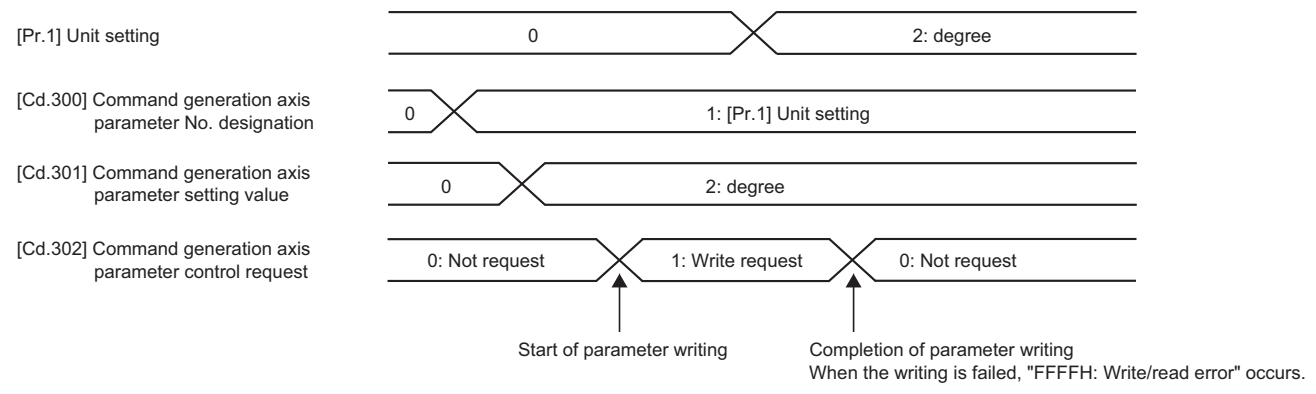 [Pr.1] Unit setting
0
2: degree
[Cd.300] Command generation axis
parameter No. designation
0
1: [Pr.1] Unit setting
[Cd.301] Command generation axis
parameter setting value
0
2: degree
[Cd.302] Command generation axis
parameter control request
0: Not request
1: Write request
0: Not request
Start of parameter writing
Completion of parameter writing
When the writing is failed, "FFFFH: Write/read error" occurs.